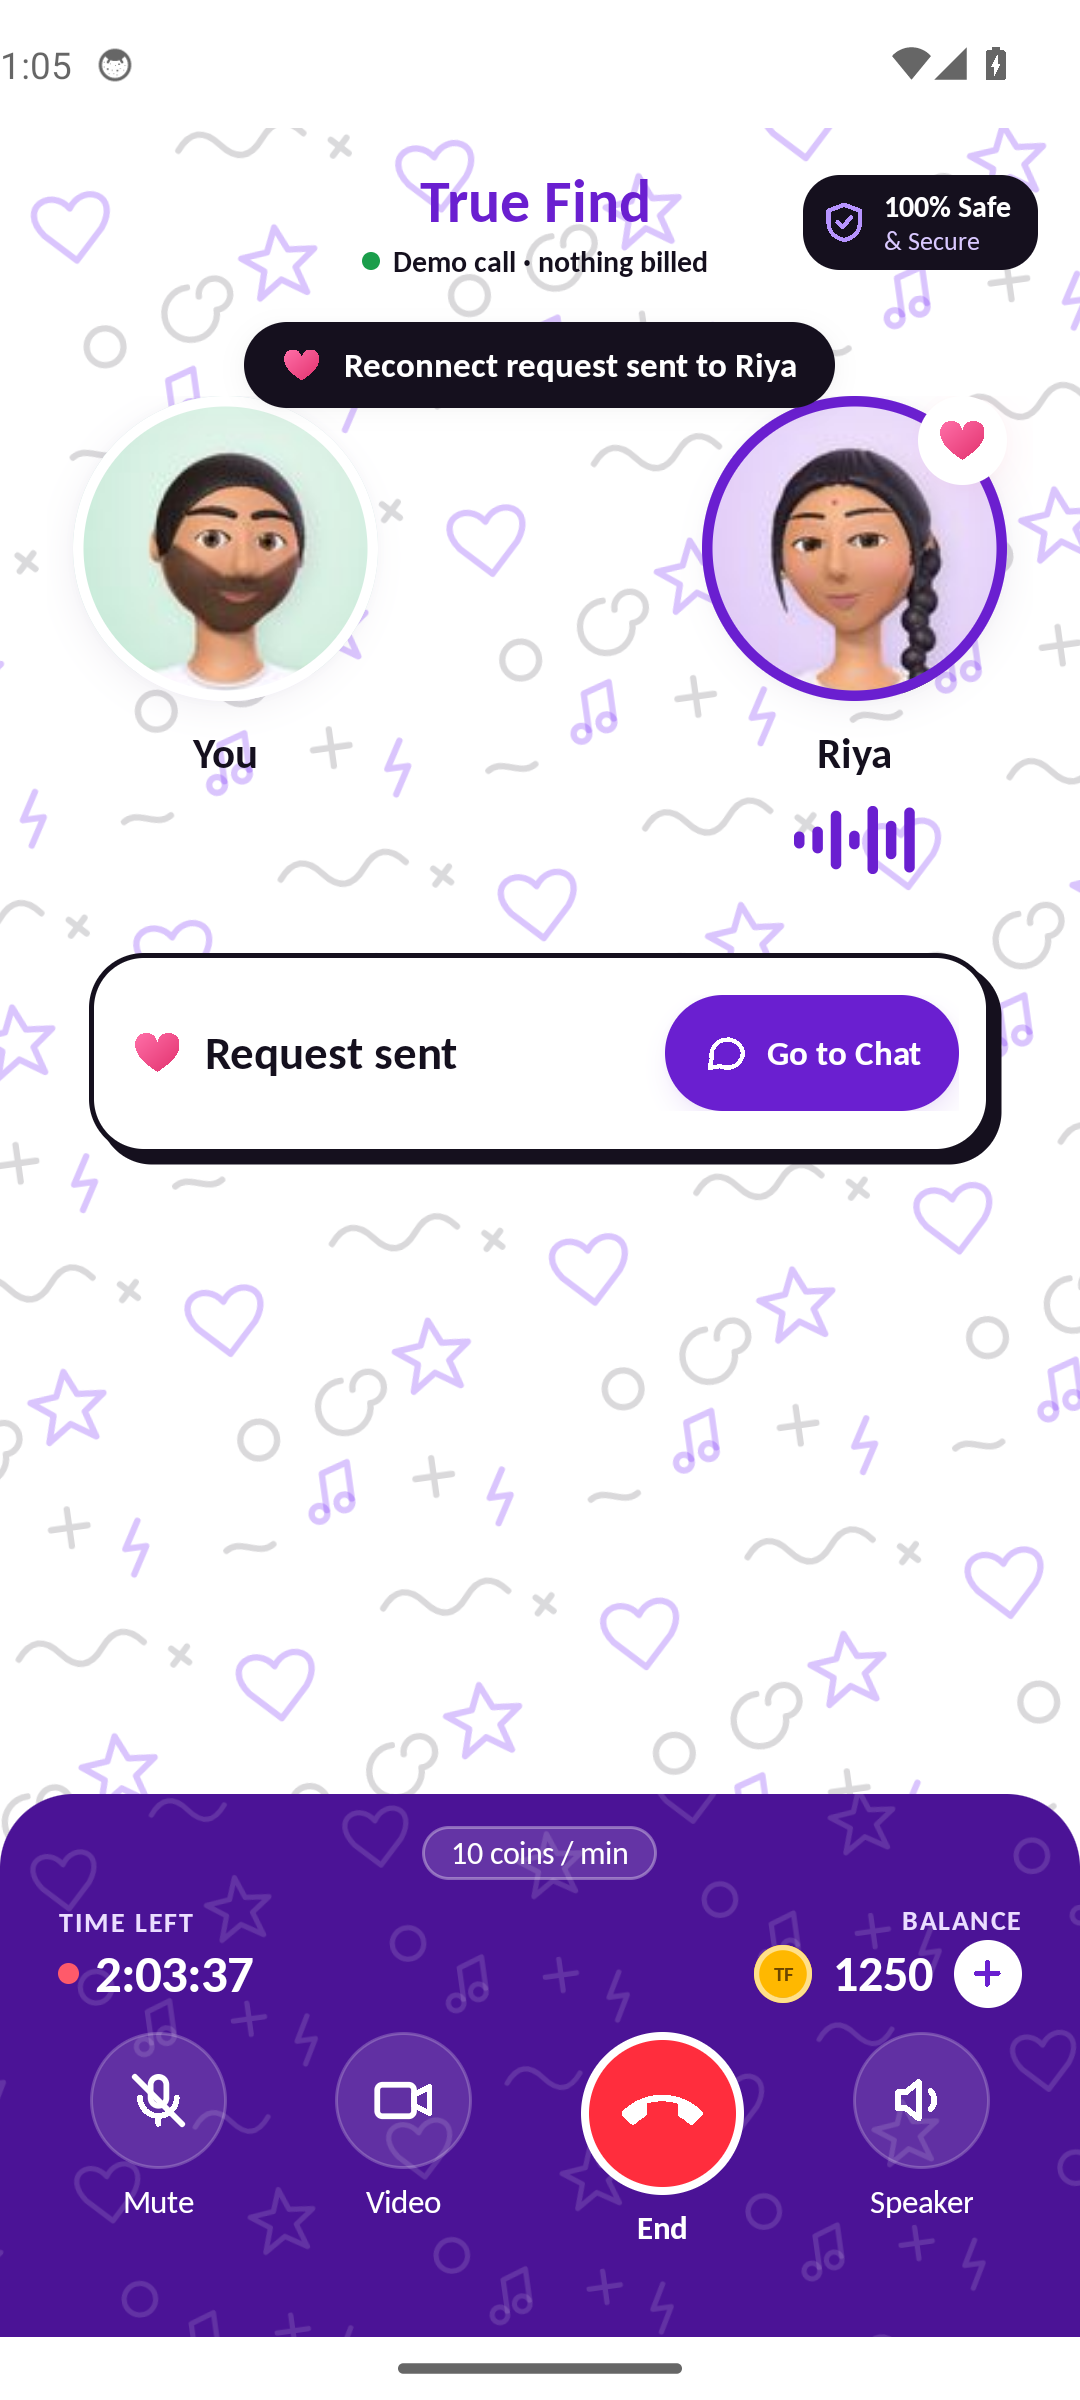 1:05
True Find
100% Safe
& Secure
Demo call · nothing billed
Reconnect request sent to Riya
You
Riya
Request sent
Go to Chat
10 coins / min
TIME LEFT
BALANCE
2:03:37
TF
1250
Mute
Video
End
Speaker